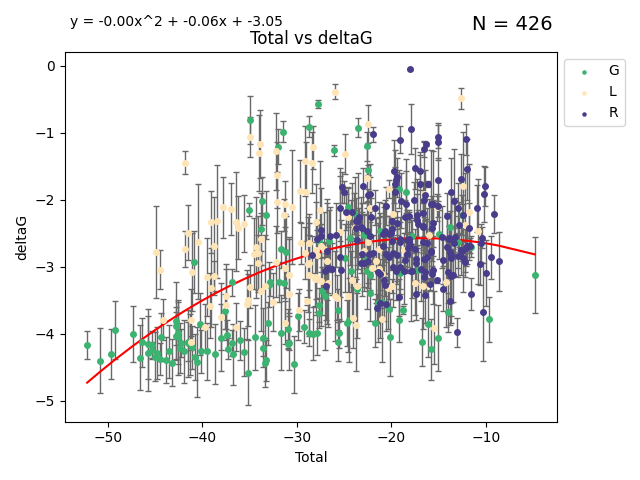 y = -0.00x^2 + -0.06x + -3.05
N = 426
Total vs deltaG
G
L
R
0
−1
−2
−3
−4
−5
deltaG
−50
−40
−30
−20
−10
Total